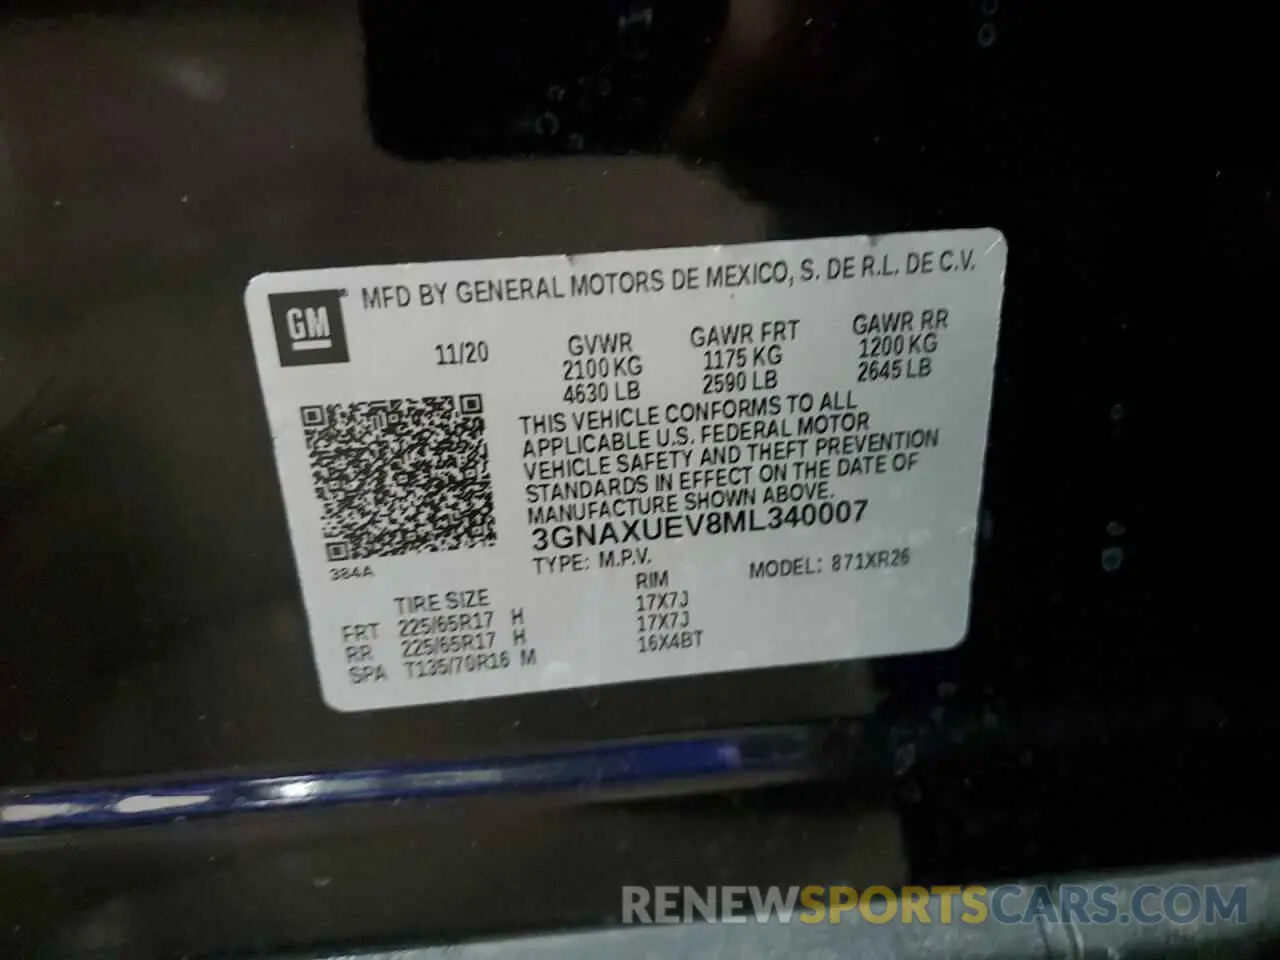 GM
MFD BY GENERAL MOTORS DE MEXICO, S. DE R.L. DE C.V.
11/20
GVWR
2100 KG
4630 LB
GAWR FRT
1175 KG
2590 LB
GAWR RR
1200 KG
2645 LB
THIS VEHICLE CONFORMS TO ALL
APPLICABLE U.S. FEDERAL MOTOR
VEHICLE SAFETY AND THEFT PREVENTION
STANDARDS IN EFFECT ON THE DATE OF
MANUFACTURE SHOWN ABOVE.
3GNAXUEV8ML340007
384A
TYPE: M.P.V.
MODEL: 871XR26
TIRE SIZE RIM
FRT 225/65R17 H 17X7J
RR 225/65R17 H 17X7J
SPA T135/70R16 M 16X4BT
RENEWSPORTSCARS.COM